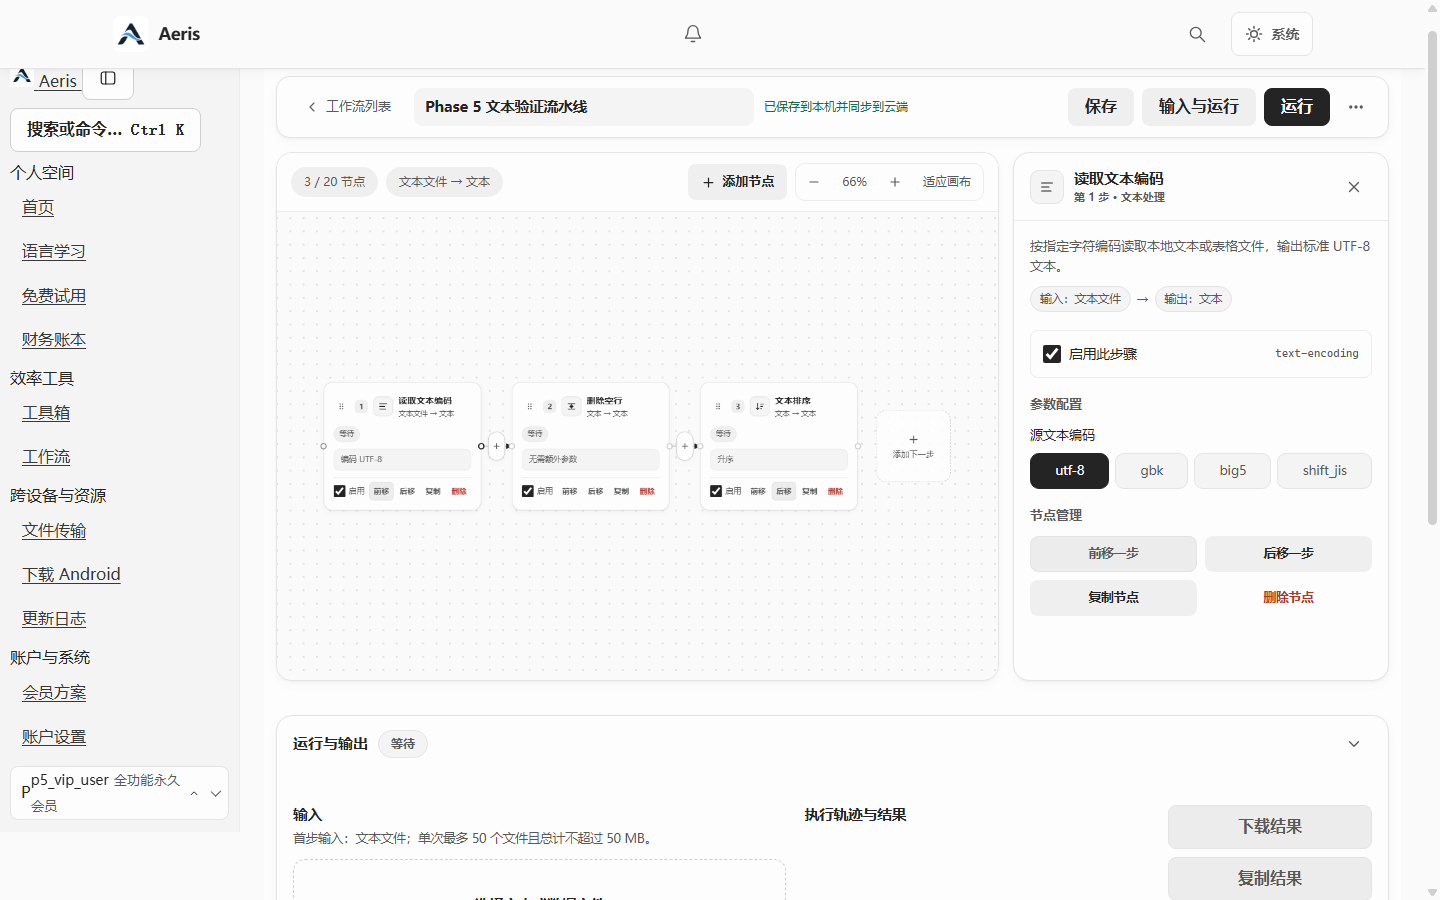 Aeris
系统
Aeris
搜索或命令... Ctrl K
个人空间
首页
语言学习
免费试用
财务账本
效率工具
工具箱
工作流
跨设备与资源
文件传输
下载 Android
更新日志
账户与系统
会员方案
账户设置
P
p5_vip_user 全功能永久
会员
工作流列表
Phase 5 文本验证流水线
已保存到本机并同步到云端
保存
输入与运行
运行
3 / 20 节点
文本文件 → 文本
添加节点
66%
适应画布
1
读取文本编码
文本文件 → 文本
等待
编码 UTF-8
启用
前移
后移
复制
删除
2
删除空行
文本 → 文本
等待
无需额外参数
启用
前移
后移
复制
删除
3
文本排序
文本 → 文本
等待
升序
启用
前移
后移
复制
删除
添加下一步
读取文本编码
第 1 步 • 文本处理
按指定字符编码读取本地文本或表格文件，输出标准 UTF-8
文本。
输入：文本文件 → 输出：文本
启用此步骤
text-encoding
参数配置
源文本编码
utf-8
gbk
big5
shift_jis
节点管理
前移一步
后移一步
复制节点
删除节点
运行与输出
等待
输入
首步输入：文本文件；单次最多 50 个文件且总计不超过 50 MB。
执行轨迹与结果
下载结果
复制结果